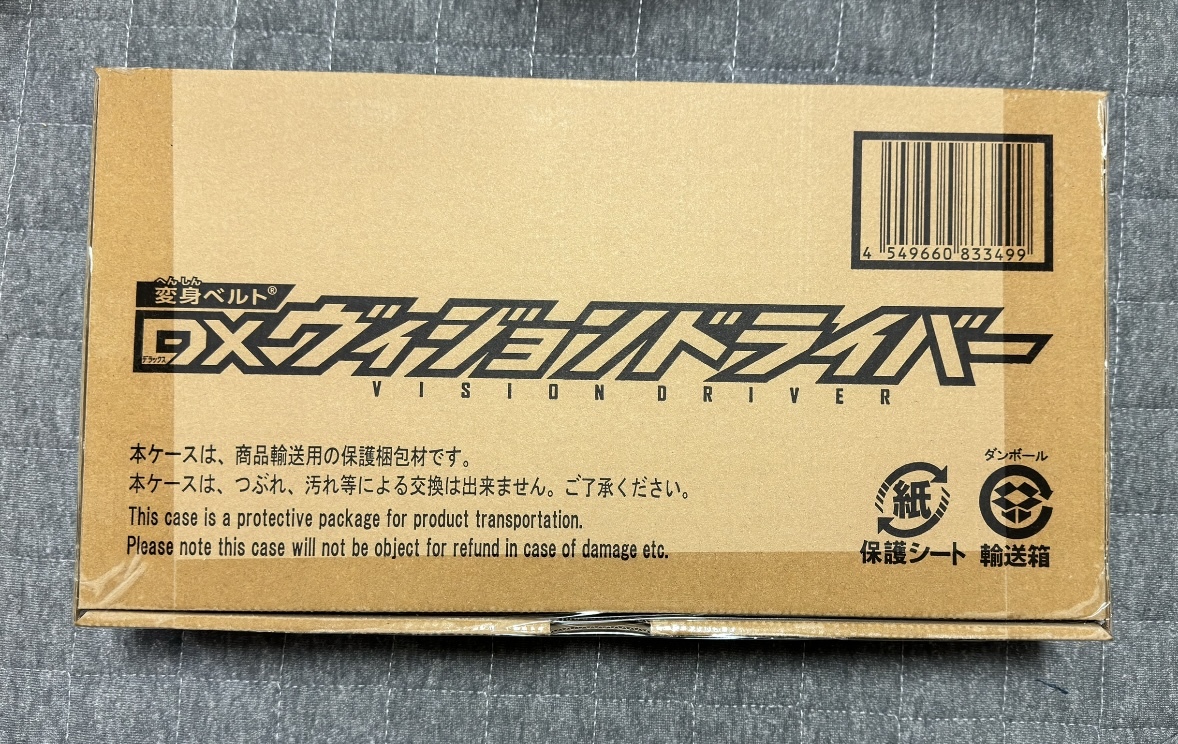 4 549660 833499
へんしん
変身ベルト®
DXヴィジョンドライバー
デラックス
VISION DRIVER
本ケースは、商品輸送用の保護梱包材です。
本ケースは、つぶれ、汚れ等による交換は出来ません。ご了承ください。
This case is a protective package for product transportation.
Please note this case will not be object for refund in case of damage etc.
紙
保護シート
ダンボール
輸送箱